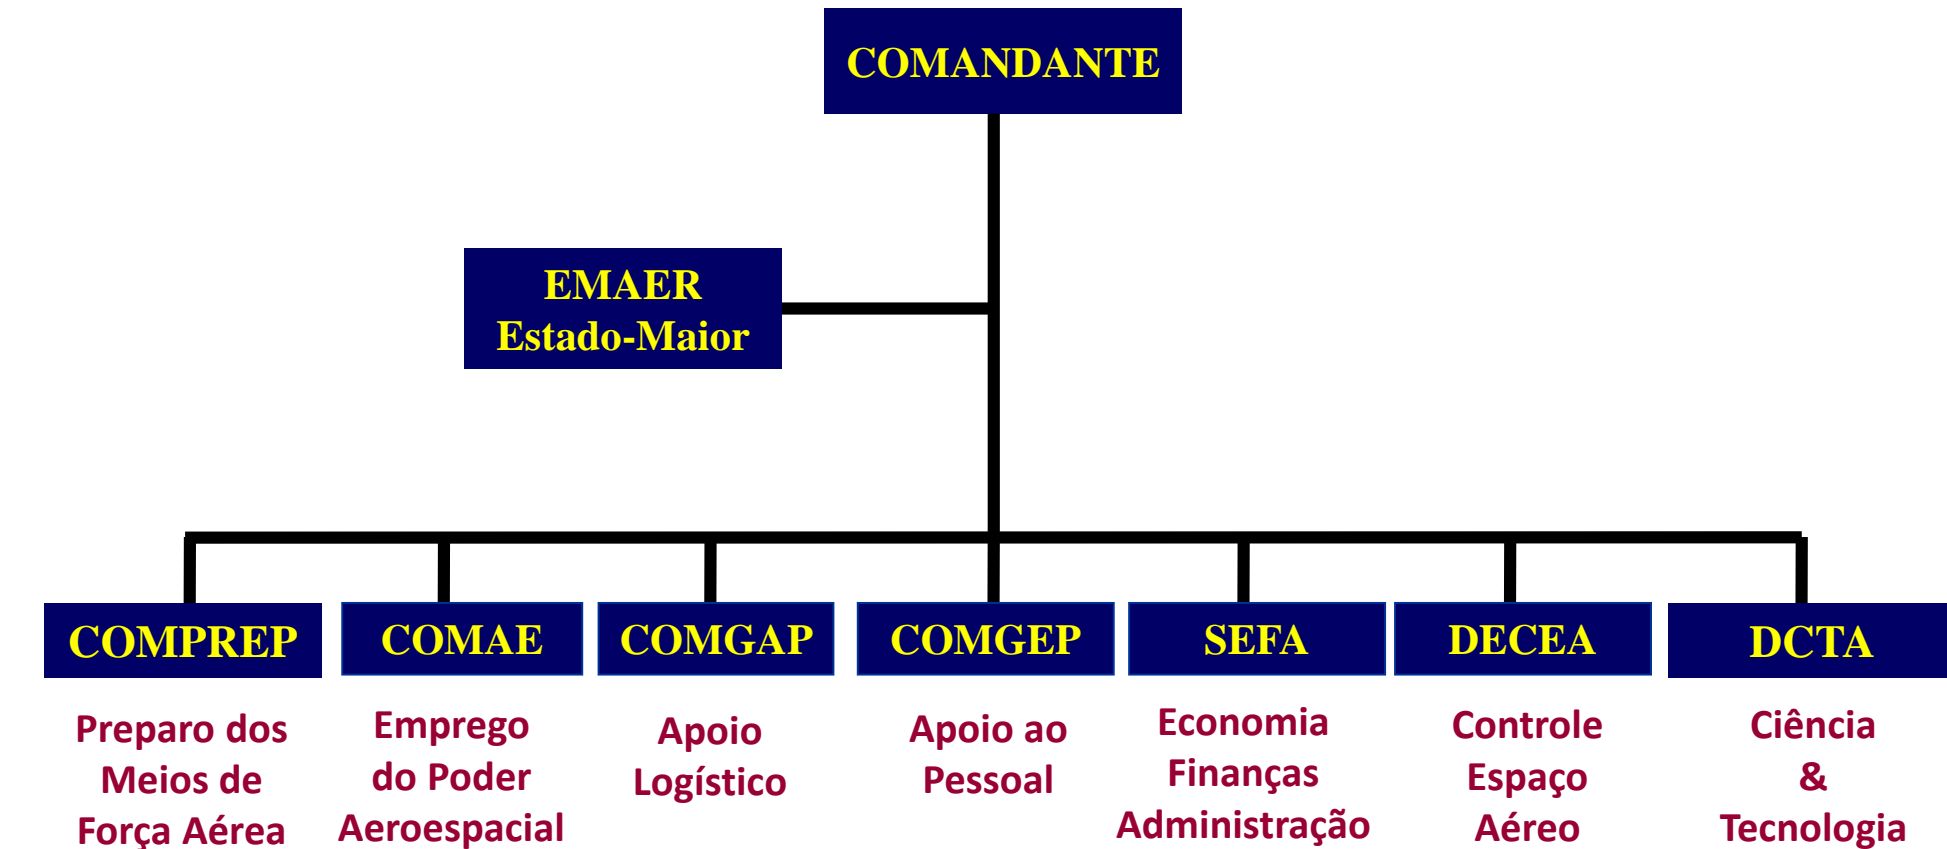 COMANDANTE
EMAER
Estado-Maior
COMPREP
COMAE
COMGAP
COMGEP
SEFA
DECEA
DCTA
Preparo dos
Meios de
Força Aérea
Emprego
do Poder
Aeroespacial
Apoio
Logístico
Apoio ao
Pessoal
Economia
Finanças
Administração
Controle
Espaço
Aéreo
Ciência
&
Tecnologia